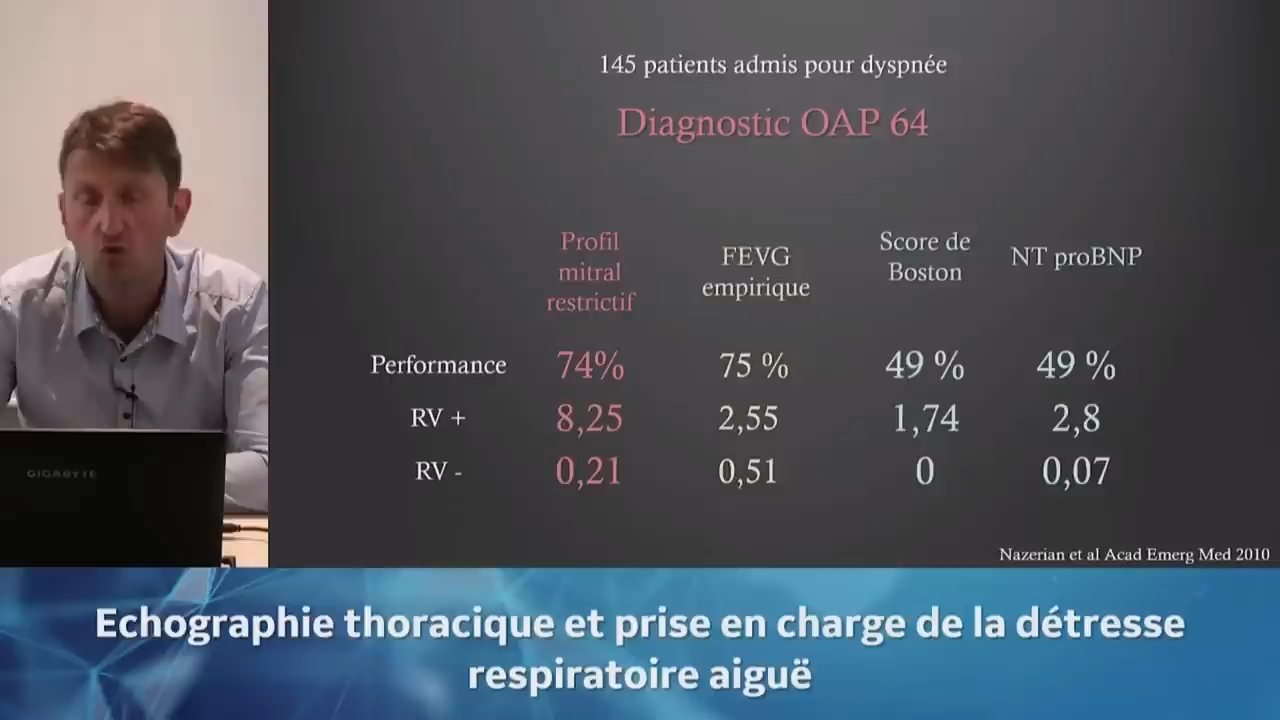 145 patients admis pour dyspnée
Diagnostic OAP 64
Profil mitral restrictif
FEVG empirique
Score de Boston
NT proBNP
Performance 74% 75 % 49 % 49 %
RV + 8,25 2,55 1,74 2,8
RV - 0,21 0,51 0 0,07
Nazerian et al Acad Emerg Med 2010
GIGABYTE
Echographie thoracique et prise en charge de la détresse
respiratoire aiguë